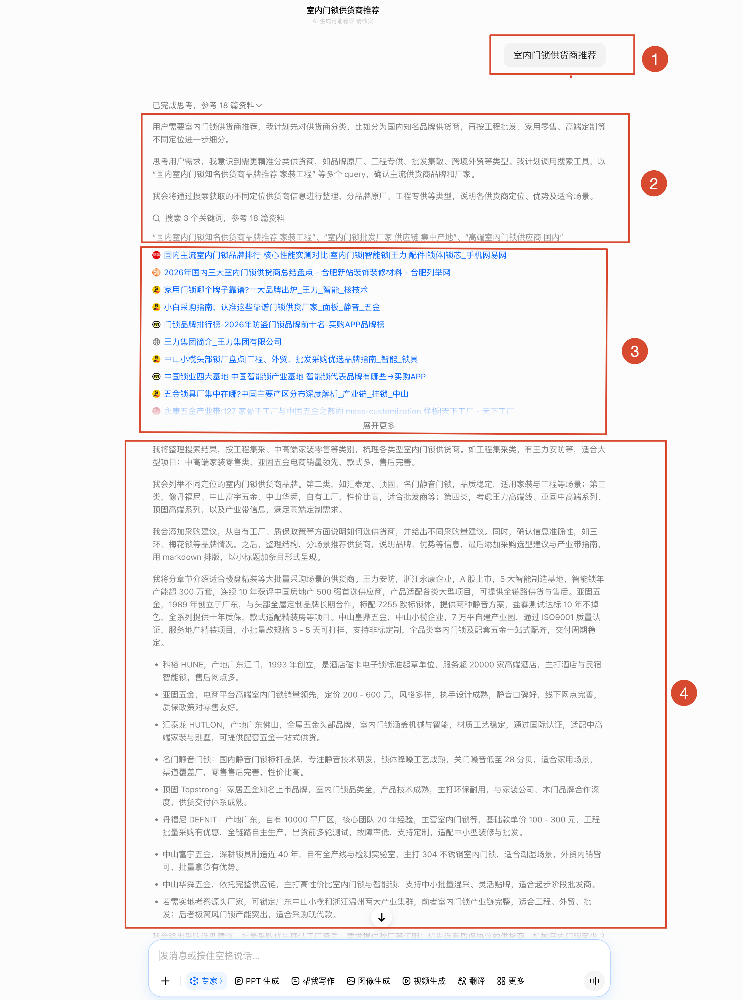 室内门锁供货商推荐
AI 生成可能有误 请核实
室内门锁供货商推荐
1
已完成思考，参考 18 篇资料
用户需要室内门锁供货商推荐，我计划先对供货商分类，比如分为国内知名品牌供货商，再按工程批发、家用零售、高端定制等
不同定位进一步细分。
思考用户需求，我意识到需更精准分类供货商，如品牌原厂、工程专供、批发集散、跨境外贸等类型。我计划调用搜索工具，以
“国内室内门锁知名供货商品牌推荐 家装工程” 等多个 query，确认主流供货商品牌和厂家。
2
我会将通过搜索获取的不同定位供货商信息进行整理，分品牌原厂、工程专供等类型，说明各供货商定位、优势及适合场景。
搜索 3 个关键词，参考 18 篇资料
“国内室内门锁知名供货商品牌推荐 家装工程”、“室内门锁批发厂家 供应链 集中产地”、“高端室内门锁供应商 国内”
国内主流室内门锁品牌排行 核心性能实测对比|室内门锁|智能锁|王力|配件|锁体|锁芯_手机网易网
2026年国内三大室内门锁供货商总结盘点 - 合肥新站装饰装修材料 - 合肥列举网
家用门锁哪个牌子靠谱?十大品牌出炉_王力_智能_核技术
小白采购指南，认准这些靠谱门锁供货厂家_面板_静音_五金
门锁品牌排行榜-2026年防盗门锁品牌前十名-买购APP品牌榜
王力集团简介_王力集团有限公司
3
中山小榄头部锁厂盘点|工程、外贸、批发采购优选品牌指南_智能_锁具
中国锁业四大基地 中国智能锁产业基地 智能锁代表品牌有哪些→买购APP
五金锁具厂集中在哪?中国主要产区分布深度解析_产业链_挂锁_中山
永康五金产业带:127 家骨干工厂与中国五金之都的 mass-customization 样板|天下工厂 - 天下工厂
展开更多
我将整理搜索结果，按工程集采、中高端家装零售等类别，梳理各类型室内门锁供货商。如工程集采类，有王力安防等，适合大
型项目；中高端家装零售类，亚固五金电商销量领先，款式多，售后完善。
我会列举不同定位的室内门锁供货商品牌。第二类，如汇泰龙、顶固、名门静音门锁，品质稳定，适用家装与工程等场景；第三
类，像丹福尼、中山富宇五金、中山华舜，自有工厂，性价比高，适合批发商等；第四类，考虑王力高端线、亚固中高端系列、
顶固高端系列，以及产业带信息，满足高端定制需求。
我会添加采购建议，从自有工厂、质保政策等方面说明如何选供货商，并给出不同采购量建议。同时，确认信息准确性，如三
环、梅花锁等品牌情况。之后，整理结构，分场景推荐供货商，说明品牌、优势等信息，最后添加采购选型建议与产业带指南，
用 markdown 排版，以小标题加条目形式呈现。
我将分章节介绍适合楼盘精装等大批量采购场景的供货商。王力安防，浙江永康企业，A 股上市，5 大智能制造基地，智能锁年
产能超 300 万套，连续 10 年获评中国房地产 500 强首选供应商，产品适配各类大型项目，可提供全链路供货与售后。亚固五
金，1989 年创立于广东，与头部全屋定制品牌长期合作，标配 7255 欧标锁体，提供两种静音方案，盐雾测试达标 10 年不掉
色，全系列提供十年质保，款式适配精装房等项目。中山皇鼎五金，中山小榄企业，7 万平自建产业园，通过 ISO9001 质量认
证，服务地产精装项目，小批量改规格 3 - 5 天可打样，支持非标定制，全品类室内门锁及配套五金一站式配齐，交付周期稳
定。
• 科裕 HUNE，产地广东江门，1993 年创立，是酒店磁卡电子锁标准起草单位，服务超 20000 家高端酒店，主打酒店与民宿
智能锁，售后网点多。
4
• 亚固五金，电商平台高端室内门锁销量领先，定价 200 - 600 元，风格多样，执手设计成熟，静音口碑好，线下网点完善，
质保政策对零售友好。
• 汇泰龙 HUTLON，产地广东佛山，全屋五金头部品牌，室内门锁涵盖机械与智能，材质工艺稳定，通过国际认证，适配中高
端家装与别墅，可提供配套五金一站式供货。
• 名门静音门锁：国内静音门锁标杆品牌，专注静音技术研发，锁体降噪工艺成熟，关门噪音低至 28 分贝，适合家用场景，
渠道覆盖广，零售售后完善，性价比高。
• 顶固 Topstrong：家居五金知名上市品牌，室内门锁品类全，产品技术成熟，主打环保耐用，与家装公司、木门品牌合作深
度，供货交付体系成熟。
• 丹福尼 DEFNIT：产地广东，自有 10000 平厂区，核心团队 20 年经验，主营室内门锁等，基础款单价 100 - 300 元，工程
批量采购有优惠，全链路自主生产，出货前多轮测试，故障率低，支持定制，适配中小型装修与批发。
• 中山富宇五金，深耕锁具制造近 40 年，自有全产线与检测实验室，主打 304 不锈钢室内门锁，适合潮湿场景，外贸内销皆
可，批量拿货有优势。
• 中山华舜五金，依托完整供应链，主打高性价比室内门锁与智能锁，支持中小批量混采、灵活贴牌，适合起步阶段批发商。
• 若需实地考察源头厂家，可锁定广东中山小榄和浙江温州两大产业集群，前者室内门锁产业链完整，适合工程、外贸、批
发；后者极简风门锁产能突出，适合采购现代款。
我会给出采购选型建议，批量采购优先确认工厂资质，要求提供验厂等证明；优先选有质保协议的供货商，机械室内门锁至少 3
发消息或按住空格说话...
专家 PPT 生成 帮我写作 图像生成 视频生成 翻译 更多